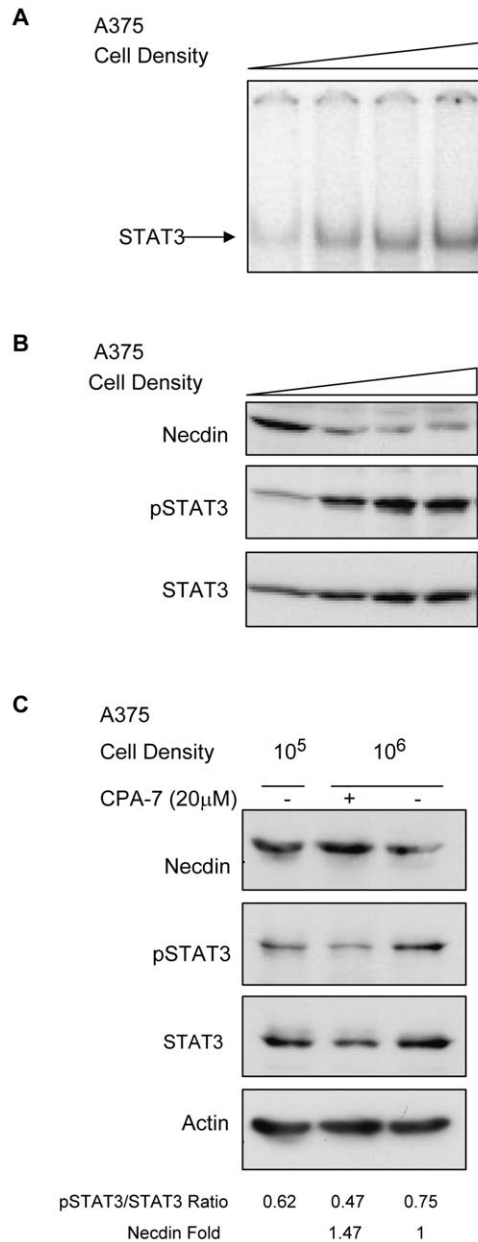 A
A375
Cell Density
STAT3
B
A375
Cell Density
Necdin
pSTAT3
STAT3
C
A375
Cell Density 10⁵ 10⁶
CPA-7 (20μM) - + -
Necdin
pSTAT3
STAT3
Actin
pSTAT3/STAT3 Ratio 0.62 0.47 0.75
Necdin Fold 1.47 1